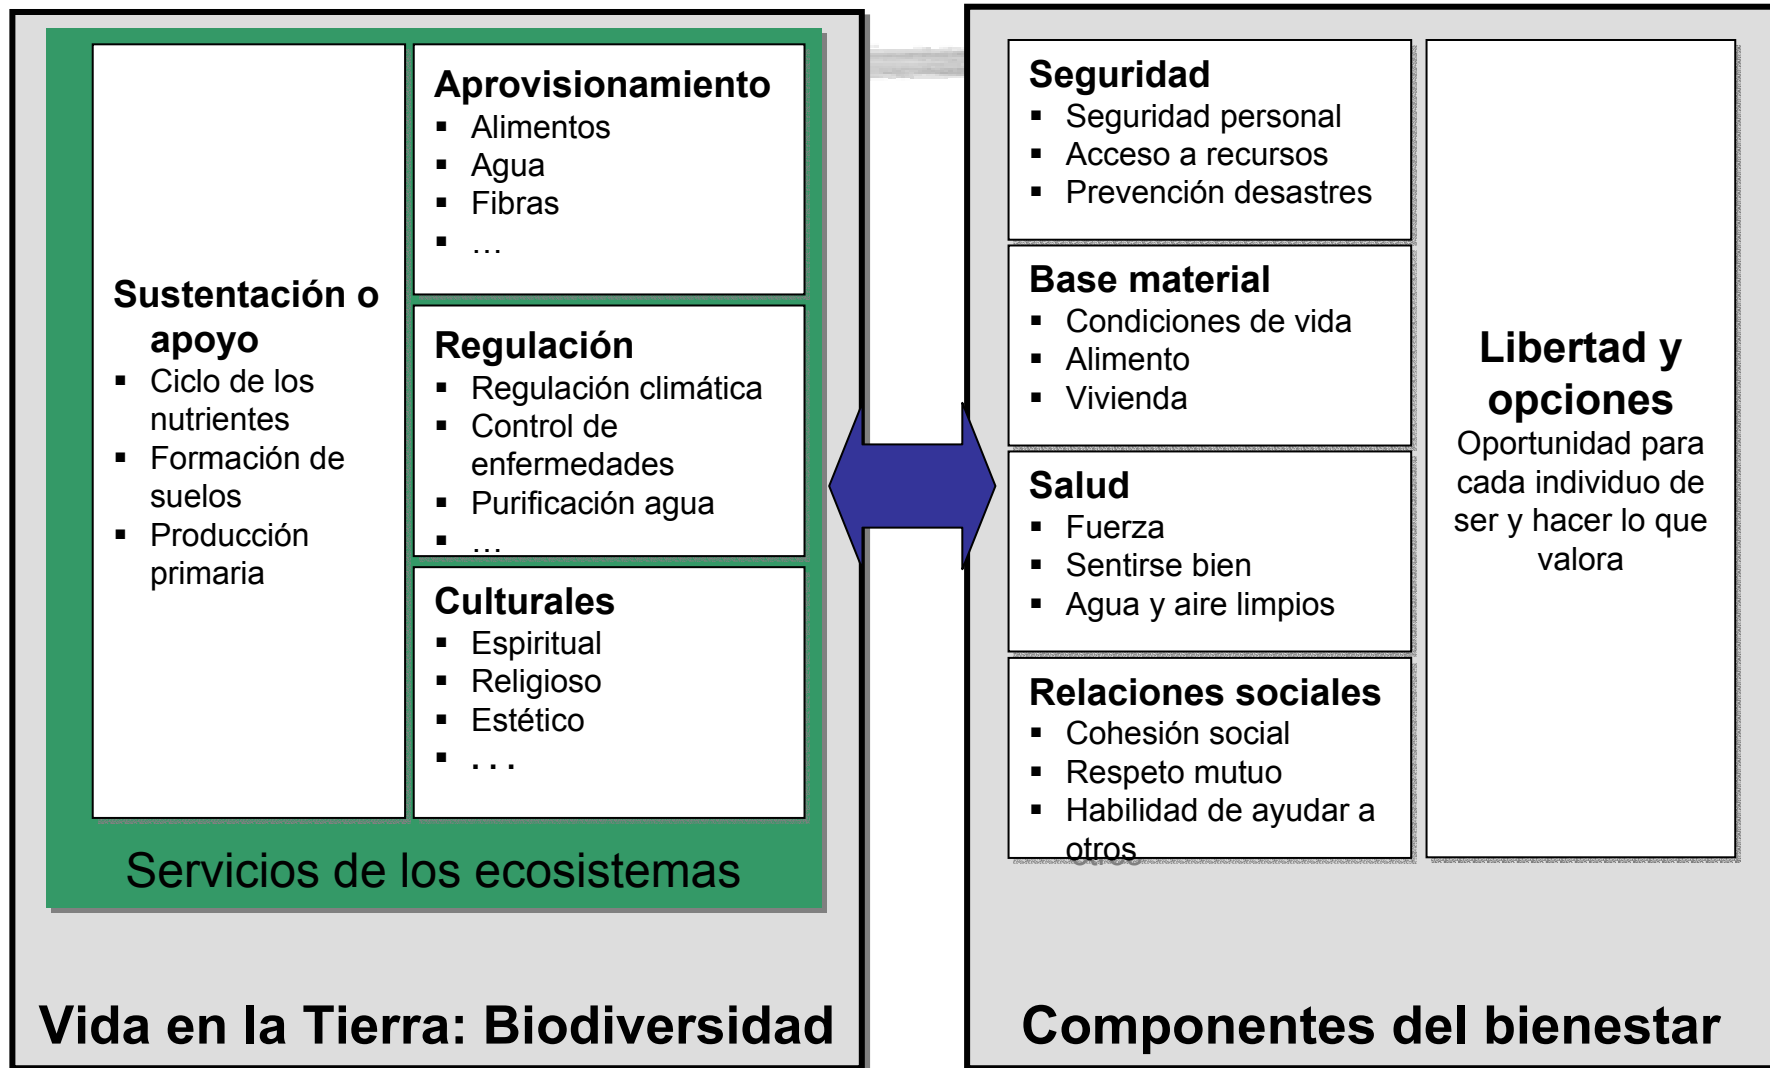 Sustentación o
apoyo
▪ Ciclo de los
nutrientes
▪ Formación de
suelos
▪ Producción
primaria
Aprovisionamiento
▪ Alimentos
▪ Agua
▪ Fibras
▪ …
Regulación
▪ Regulación climática
▪ Control de
enfermedades
▪ Purificación agua
▪ …
Culturales
▪ Espiritual
▪ Religioso
▪ Estético
▪ . . .
Servicios de los ecosistemas
Vida en la Tierra: Biodiversidad
Seguridad
▪ Seguridad personal
▪ Acceso a recursos
▪ Prevención desastres
Base material
▪ Condiciones de vida
▪ Alimento
▪ Vivienda
Salud
▪ Fuerza
▪ Sentirse bien
▪ Agua y aire limpios
Relaciones sociales
▪ Cohesión social
▪ Respeto mutuo
▪ Habilidad de ayudar a
otros
Libertad y
opciones
Oportunidad para
cada individuo de
ser y hacer lo que
valora
Componentes del bienestar